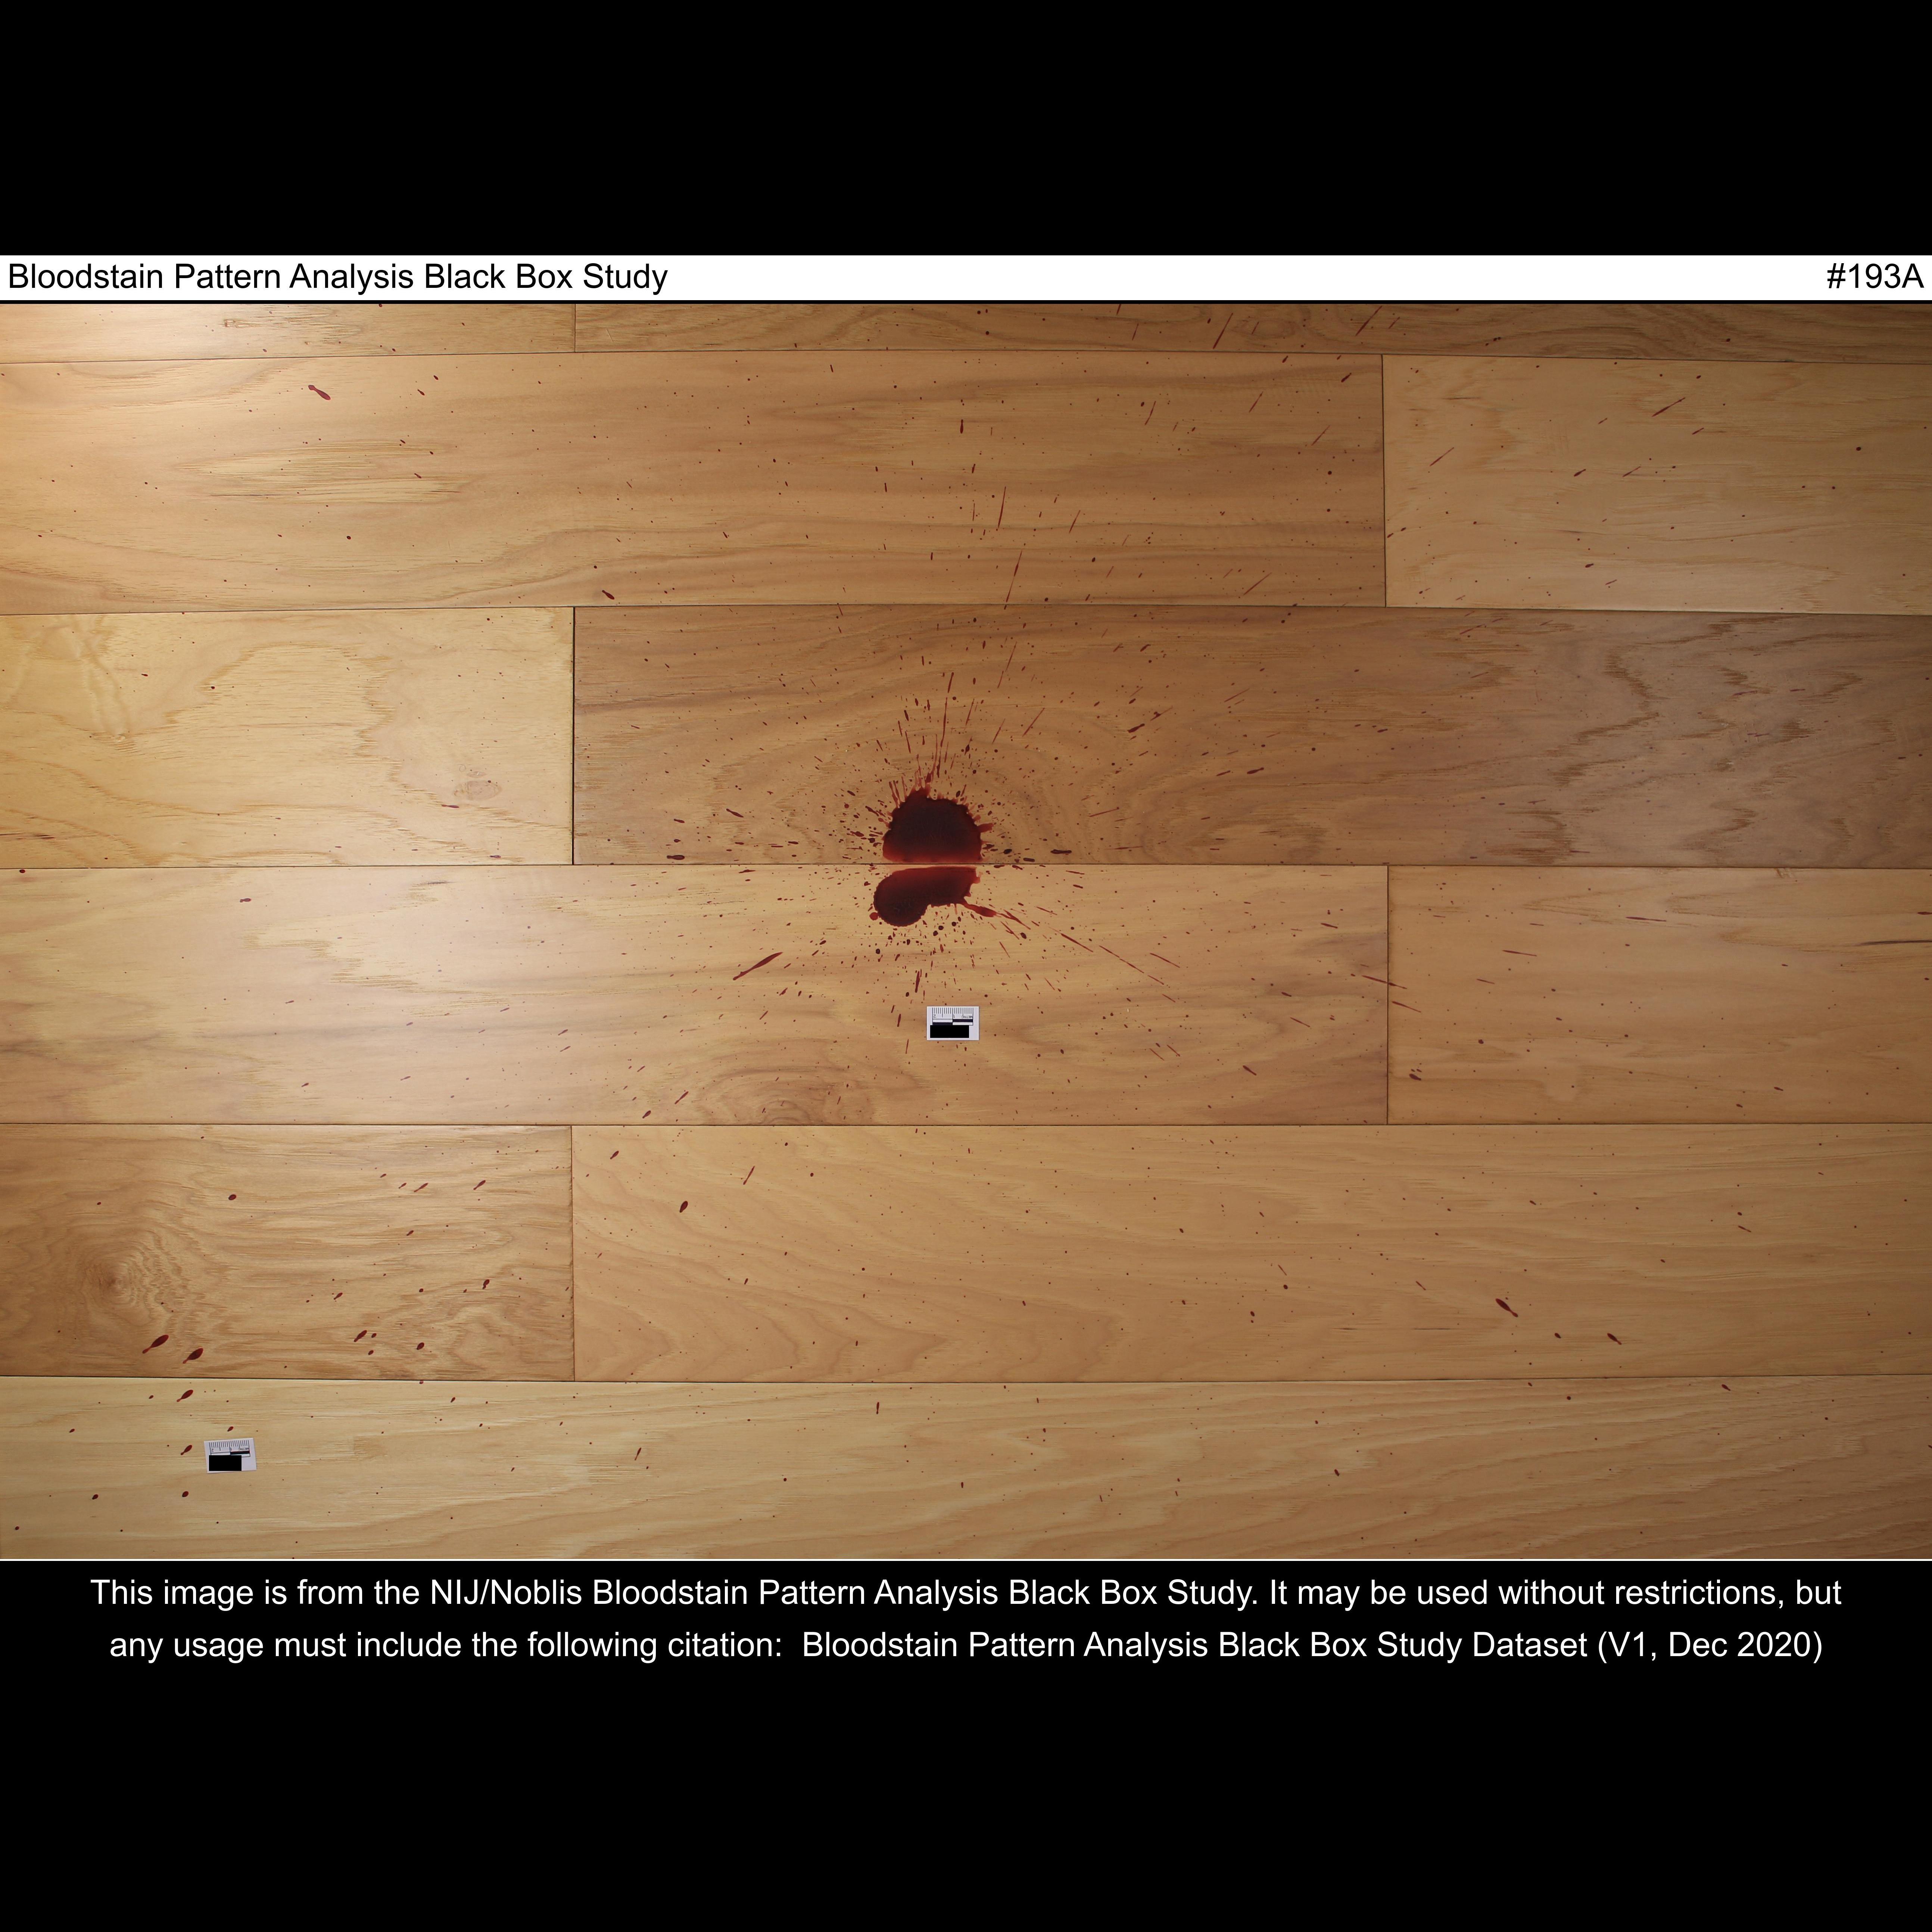 Bloodstain Pattern Analysis Black Box Study #193A
This image is from the NIJ/Noblis Bloodstain Pattern Analysis Black Box Study. It may be used without restrictions, but
any usage must include the following citation:  Bloodstain Pattern Analysis Black Box Study Dataset (V1, Dec 2020)